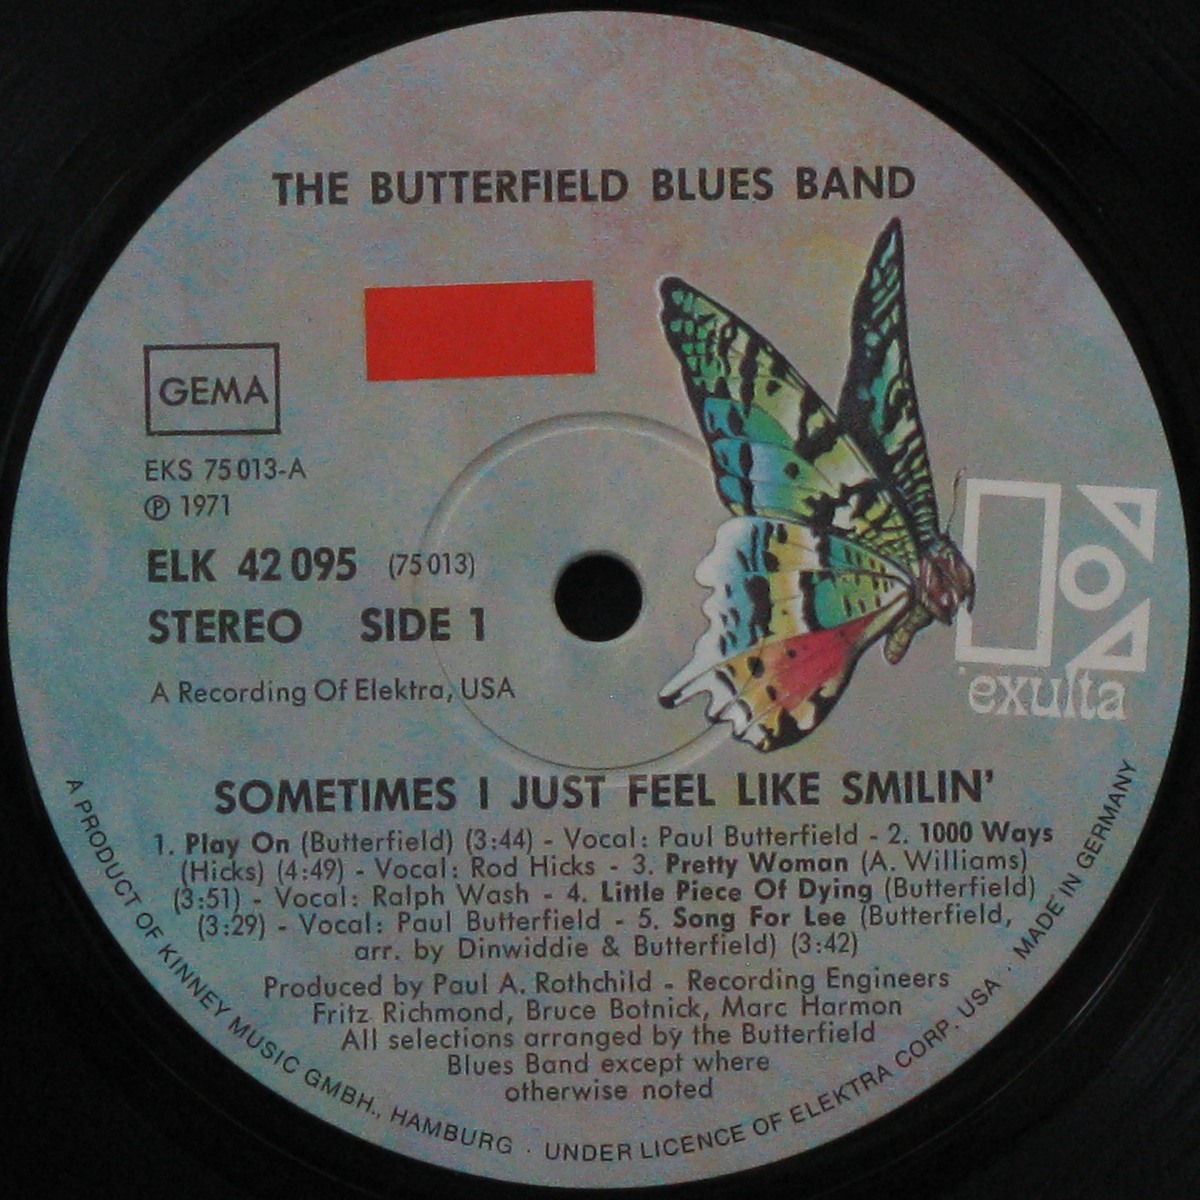 THE BUTTERFIELD BLUES BAND
GEMA
EKS 75 013-A
℗ 1971
ELK 42 095 (75 013)
STEREO SIDE 1
A Recording Of Elektra, USA
exulta
SOMETIMES I JUST FEEL LIKE SMILIN'
1. Play On (Butterfield) (3:44) - Vocal: Paul Butterfield - 2. 1000 Ways
(Hicks) (4:49) - Vocal: Rod Hicks - 3. Pretty Woman (A. Williams)
(3:51) - Vocal: Ralph Wash - 4. Little Piece Of Dying (Butterfield)
(3:29) - Vocal: Paul Butterfield - 5. Song For Lee (Butterfield,
arr. by Dinwiddie & Butterfield) (3:42)
Produced by Paul A. Rothchild - Recording Engineers
Fritz Richmond, Bruce Botnick, Marc Harmon
All selections arranged by the Butterfield
Blues Band except where
otherwise noted
A PRODUCT OF KINNEY MUSIC GMBH., HAMBURG · UNDER LICENCE OF ELEKTRA CORP. USA · MADE IN GERMANY